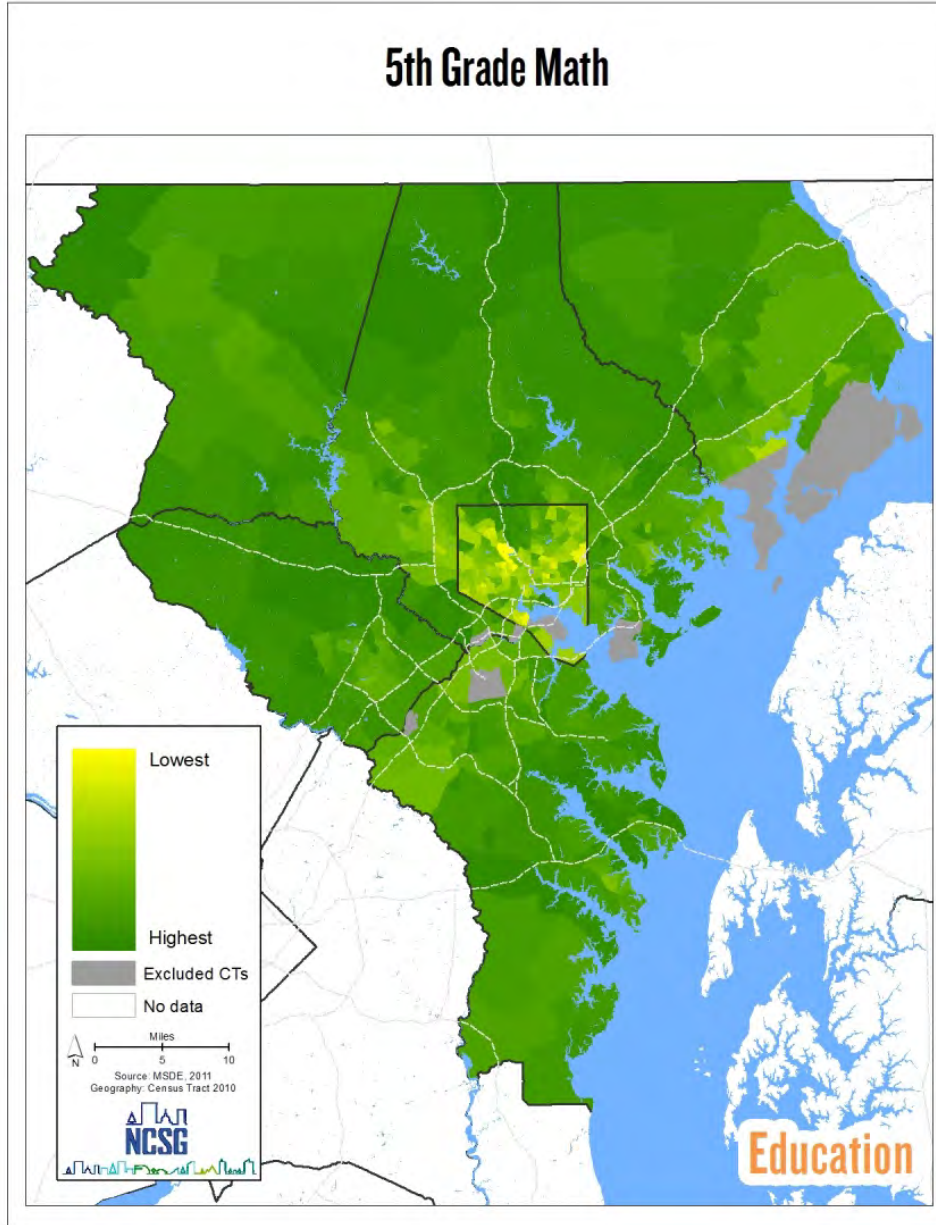 5th Grade Math
Lowest
Highest
Excluded CTs
No data
Miles
N
0 5 10
Source: MSDE, 2011
Geography: Census Tract 2010
NCSG
Education